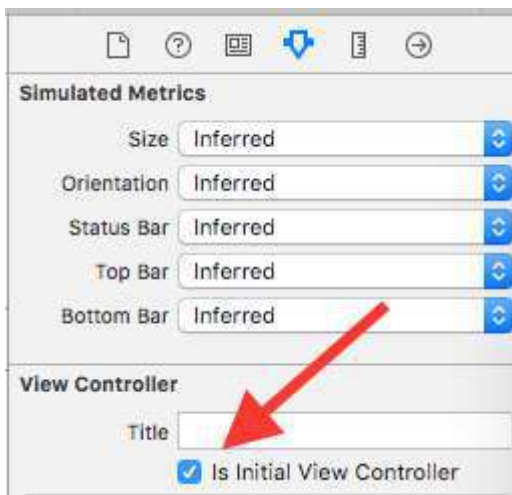 Simulated Metrics
Size Inferred
Orientation Inferred
Status Bar Inferred
Top Bar Inferred
Bottom Bar Inferred
View Controller
Title
Is Initial View Controller